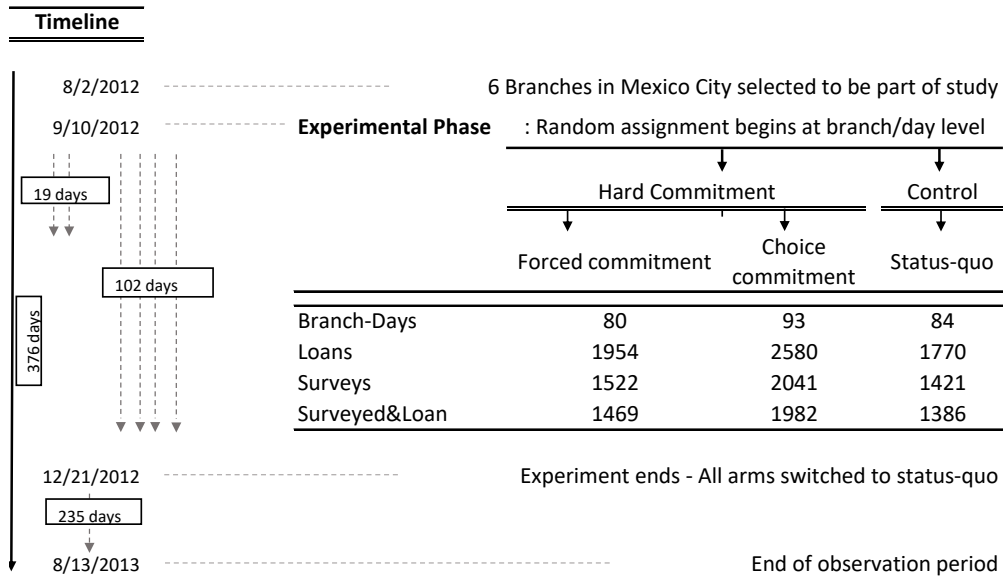 Timeline
8/2/2012 6 Branches in Mexico City selected to be part of study
9/10/2012 Experimental Phase : Random assignment begins at branch/day level
19 days
Hard Commitment Control
Forced commitment Choice commitment Status-quo
102 days
376 days
Branch-Days 80 93 84
Loans 1954 2580 1770
Surveys 1522 2041 1421
Surveyed&Loan 1469 1982 1386
12/21/2012 Experiment ends - All arms switched to status-quo
235 days
8/13/2013 End of observation period